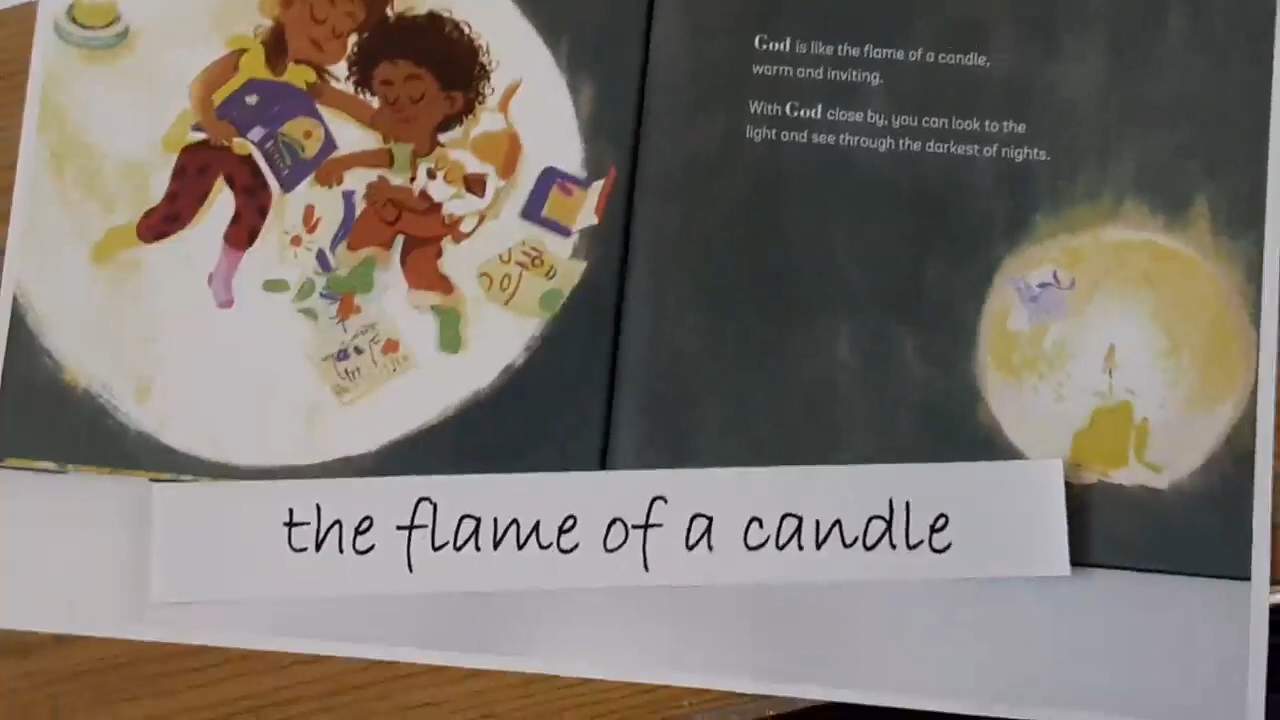 God is like the flame of a candle,
warm and inviting.
With God close by, you can look to the
light and see through the darkest of nights.
the flame of a candle